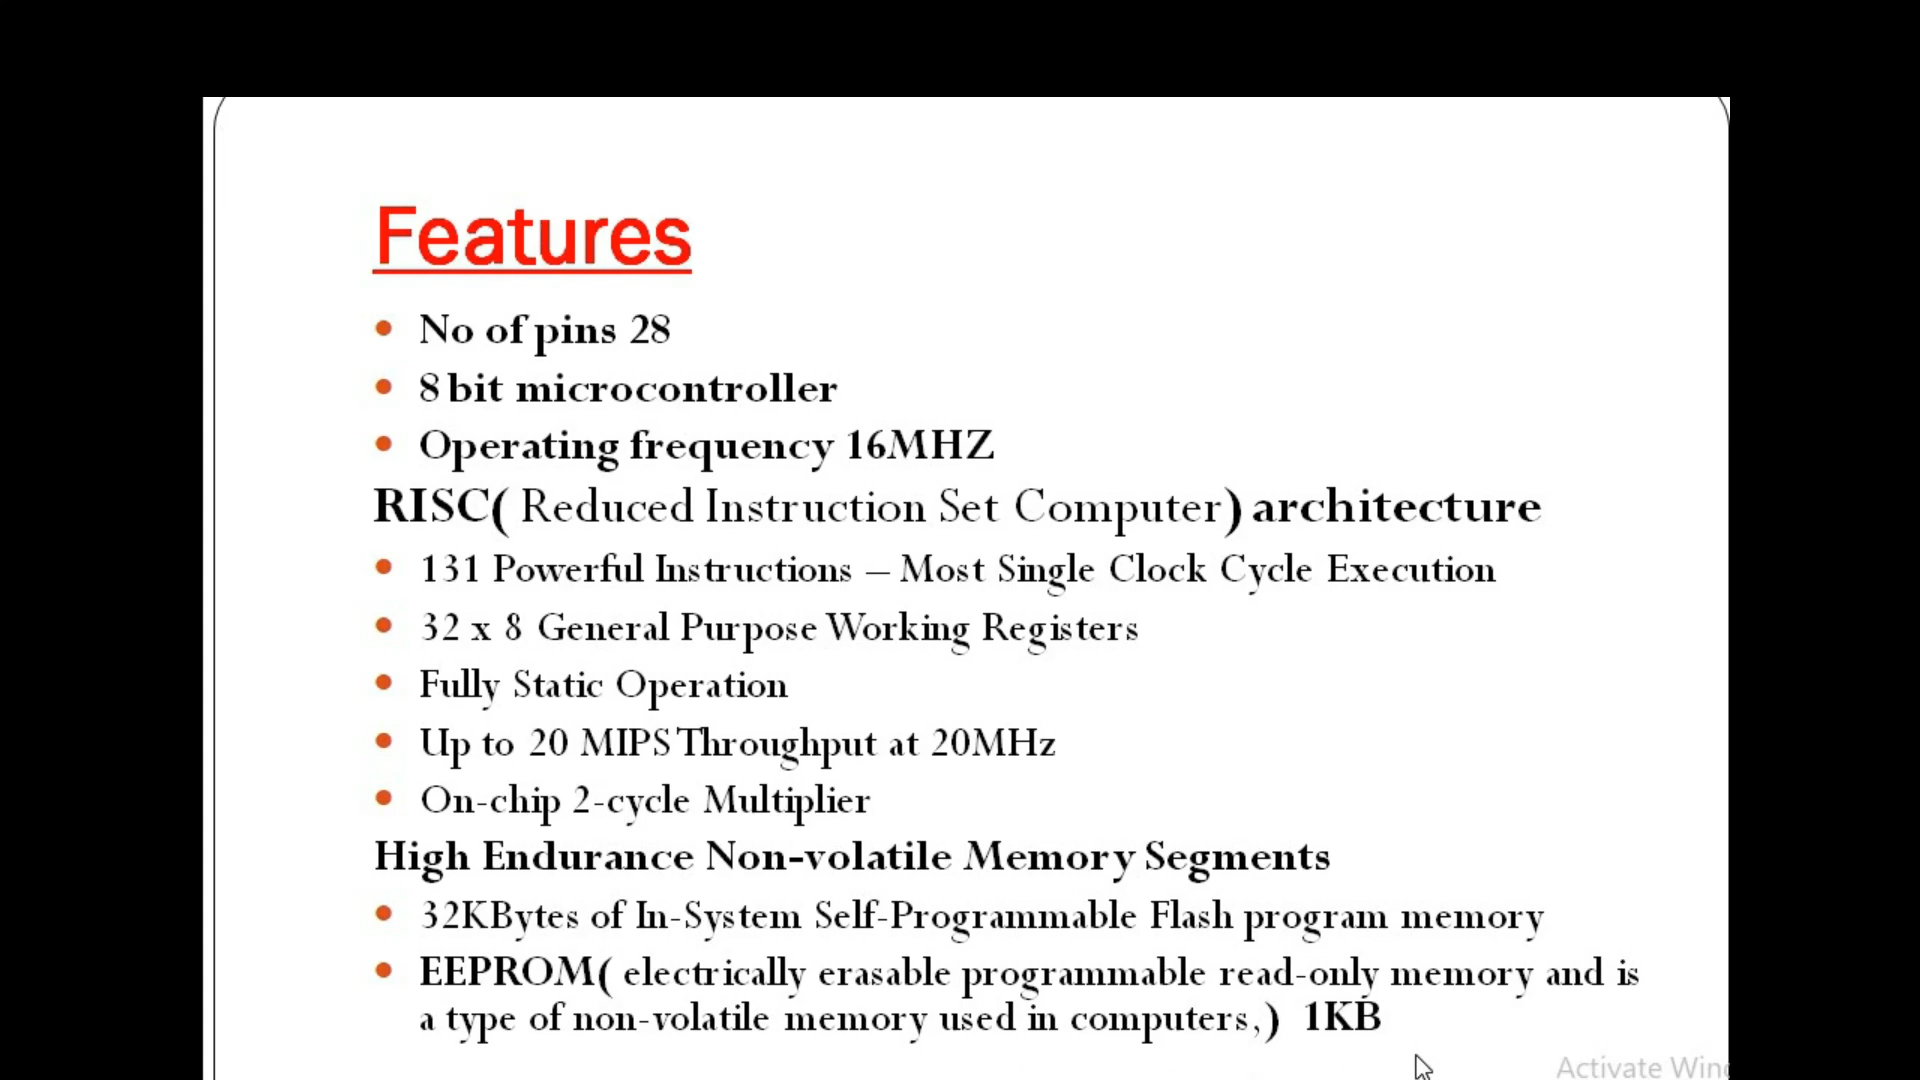 Features
No of pins 28
8 bit microcontroller
Operating frequency 16MHZ
RISC( Reduced Instruction Set Computer) architecture
131 Powerful Instructions – Most Single Clock Cycle Execution
32 x 8 General Purpose Working Registers
Fully Static Operation
Up to 20 MIPS Throughput at 20MHz
On-chip 2-cycle Multiplier
High Endurance Non-volatile Memory Segments
32KBytes of In-System Self-Programmable Flash program memory
EEPROM( electrically erasable programmable read-only memory and is
a type of non-volatile memory used in computers,) 1KB
Activate Win